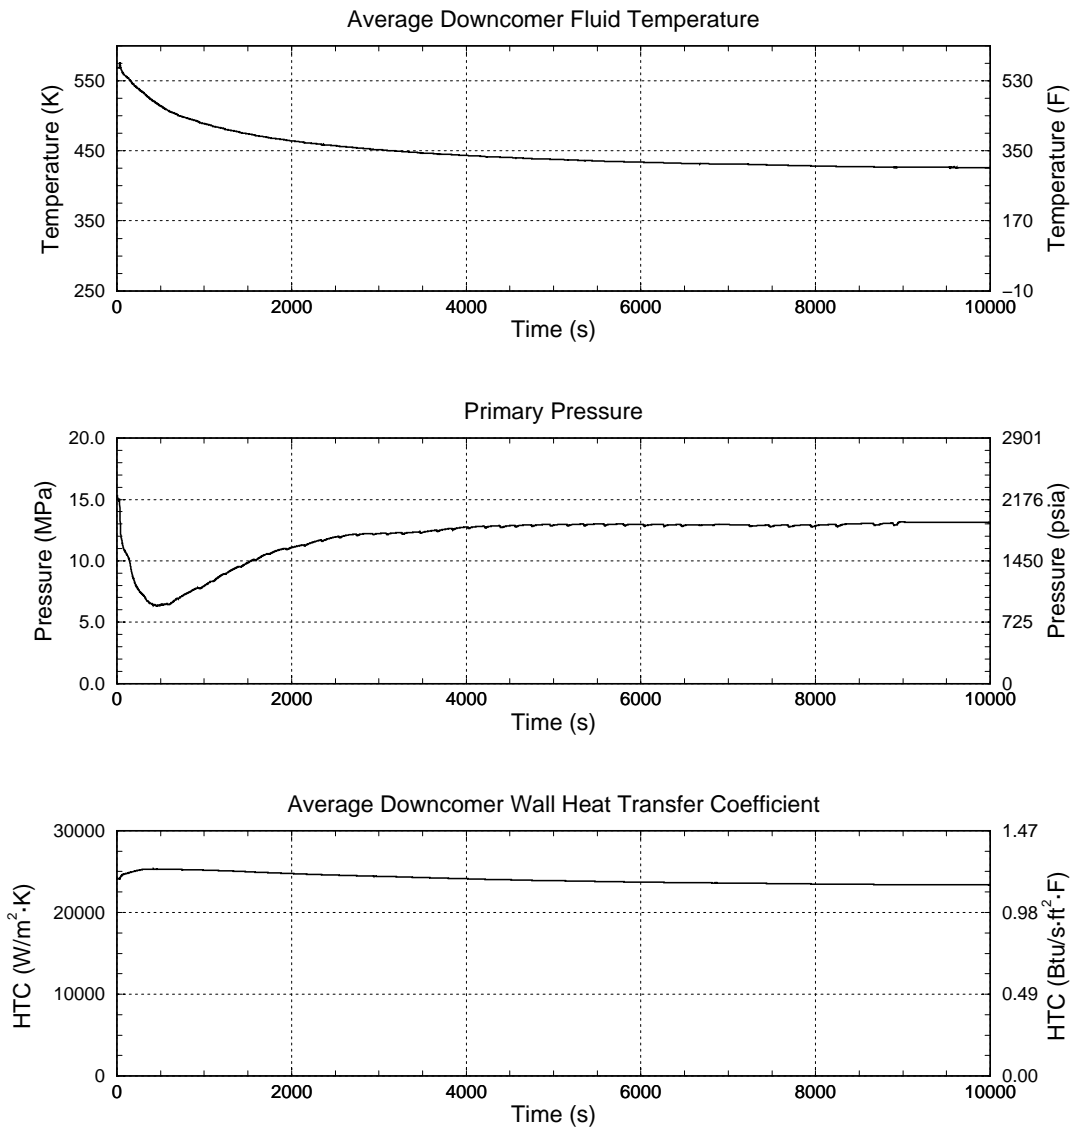 Average Downcomer Fluid Temperature
Temperature (K)
550
450
350
250
530
350
170
–10
Temperature (F)
0 2000 4000 6000 8000 10000
Time (s)
Primary Pressure
Pressure (MPa)
20.0
15.0
10.0
5.0
0.0
2901
2176
1450
725
0
Pressure (psia)
0 2000 4000 6000 8000 10000
Time (s)
Average Downcomer Wall Heat Transfer Coefficient
HTC (W/m²·K)
30000
20000
10000
0
1.47
0.98
0.49
0.00
HTC (Btu/s·ft²·F)
0 2000 4000 6000 8000 10000
Time (s)